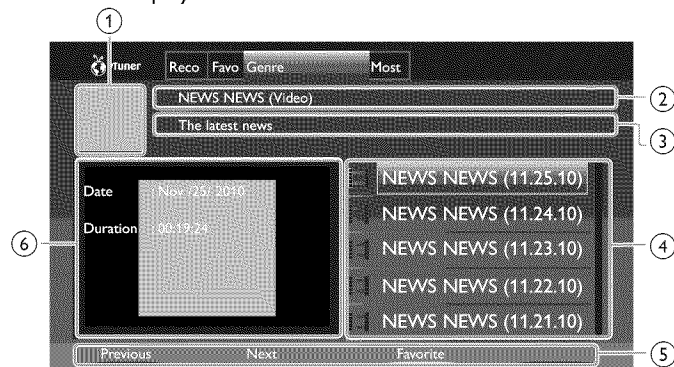 1
vTuner Reco Favo Genre Most
NEWS NEWS (Video) 2
The latest news 3
NEWS NEWS (11.25.10)
Date : Nov /25/ 2010
NEWS NEWS (11.24.10)
Duration : 00:19:24
6 NEWS NEWS (11.23.10) 4
NEWS NEWS (11.22.10)
NEWS NEWS (11.21.10)
Previous Next Favorite 5